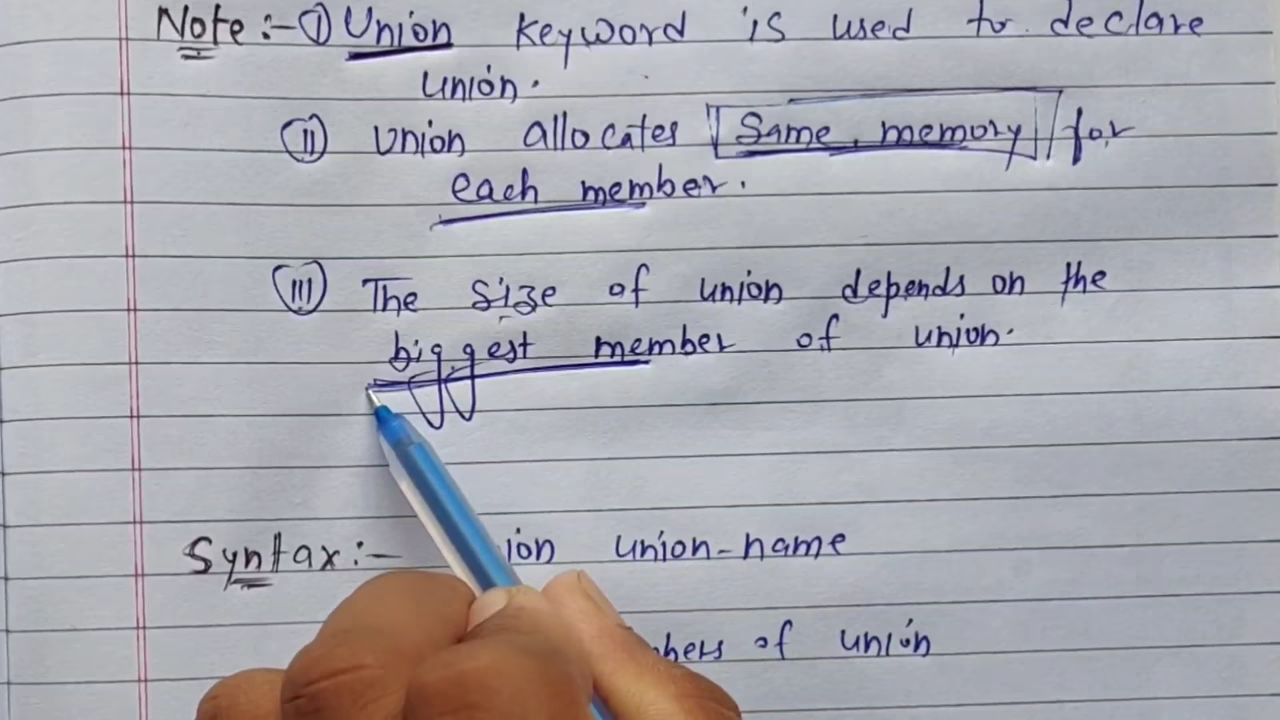 Note :- (I) Union keyword is used to declare
union.
(II) Union allocates Same memory for
each member.
(III) The size of union depends on the
biggest member of union.
Syntax :- union-name
of union